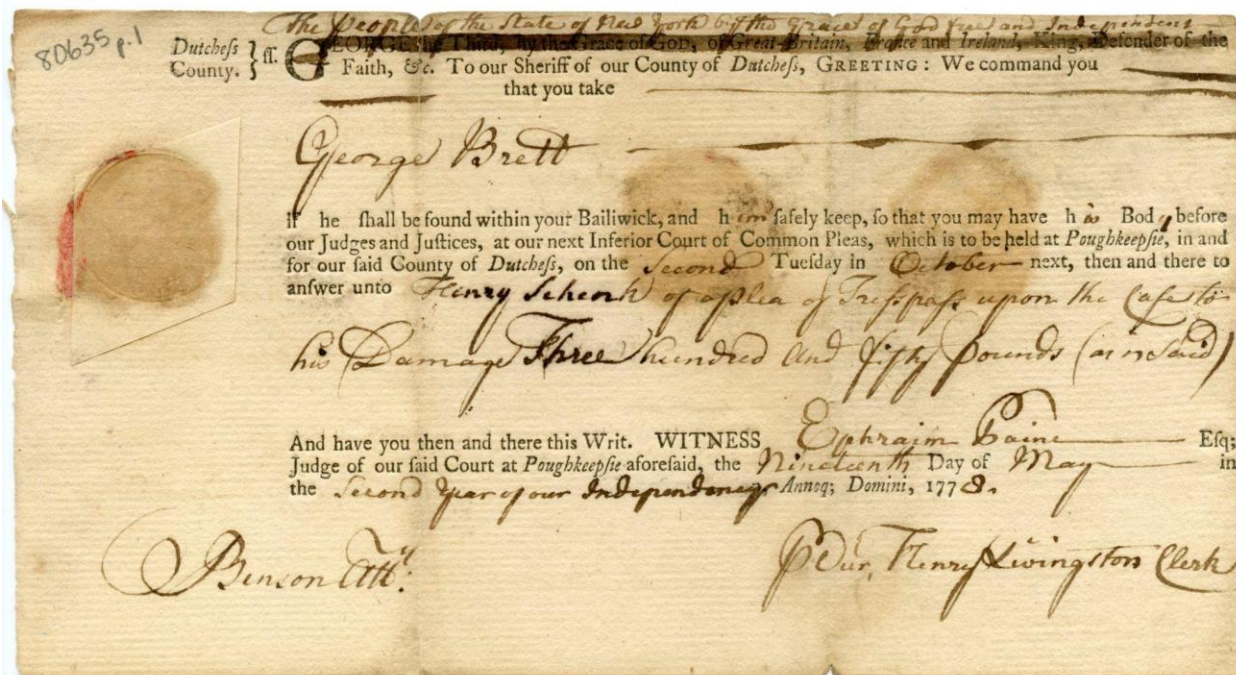 80635 p.1
The People of the State of New York by the Grace of God free and Independent
Dutcheſs County. } ſſ. GEORGE the Third, by the Grace of GOD, of Great-Britain, France and Ireland, King, Defender of the
Faith, &c. To our Sheriff of our County of Dutcheſs, GREETING: We command you
that you take
George Brett
if he ſhall be found within your Bailiwick, and him ſafely keep, ſo that you may have his Body before
our Judges and Juſtices, at our next Inferior Court of Common Pleas, which is to be held at Poughkeepſie, in and
for our ſaid County of Dutcheſs, on the Second Tueſday in October next, then and there to
anſwer unto Henry Schenk of a plea of Treſpaſs upon the Caſe to
his Damage Three hundred and fifty Pounds (as is Said)
And have you then and there this Writ. WITNESS Ephraim Paine Eſq;
Judge of our ſaid Court at Poughkeepſie aforeſaid, the Nineteenth Day of May in
the Second Year of our Independency Annoq; Domini, 1778.
Benson Atty.
Henry Livingston Clerk